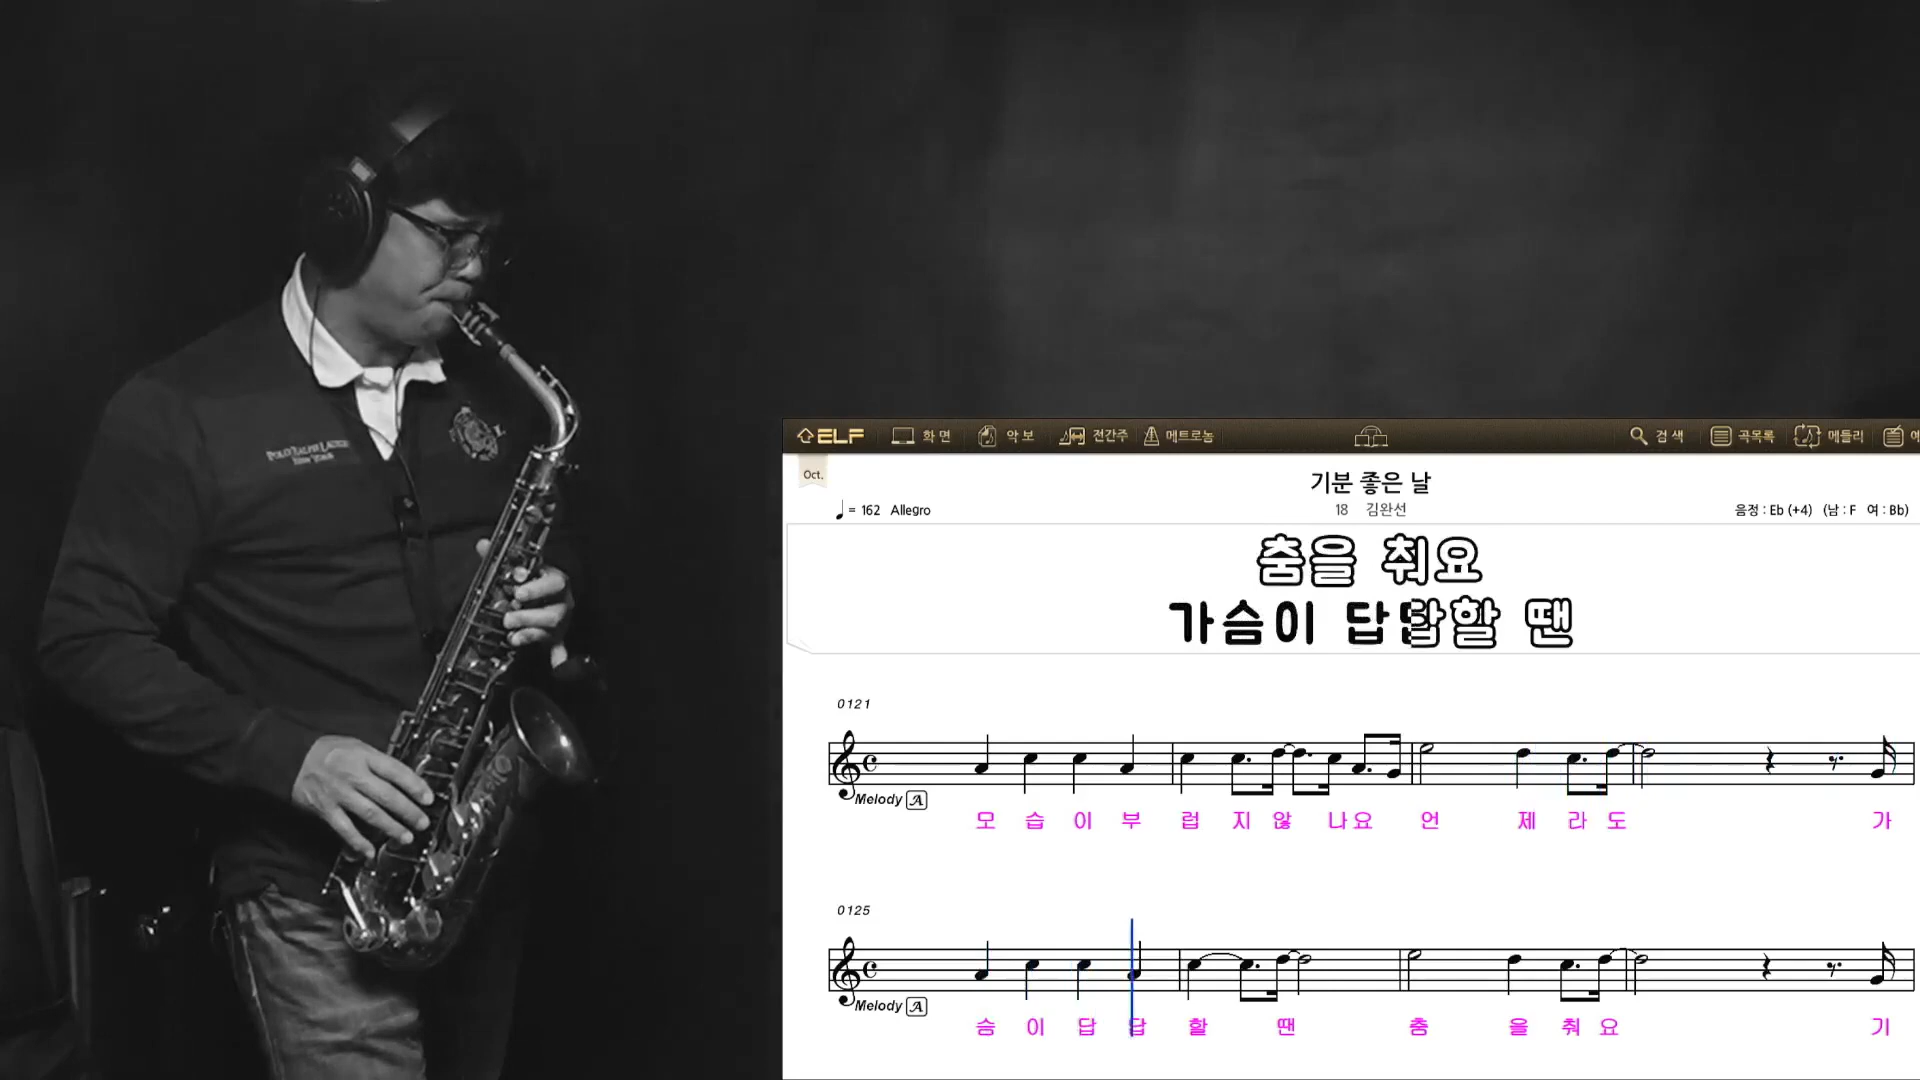 POLO RALPH LAUREN
NEW YORK
ELF 화면 악보 전간주 메트로놈 검색 곡목록 메들리 예
Oct.
기분 좋은 날
= 162 Allegro
18 김완선
음정 : Eb (+4) (남 : F 여 : Bb)
춤을 춰요
가슴이 답답할 땐
0121
Melody A
모 습 이 부 럽 지 않 나 요 언 제 라 도 가
0125
Melody A
슴 이 답 답 할 땐 춤 을 춰 요 기